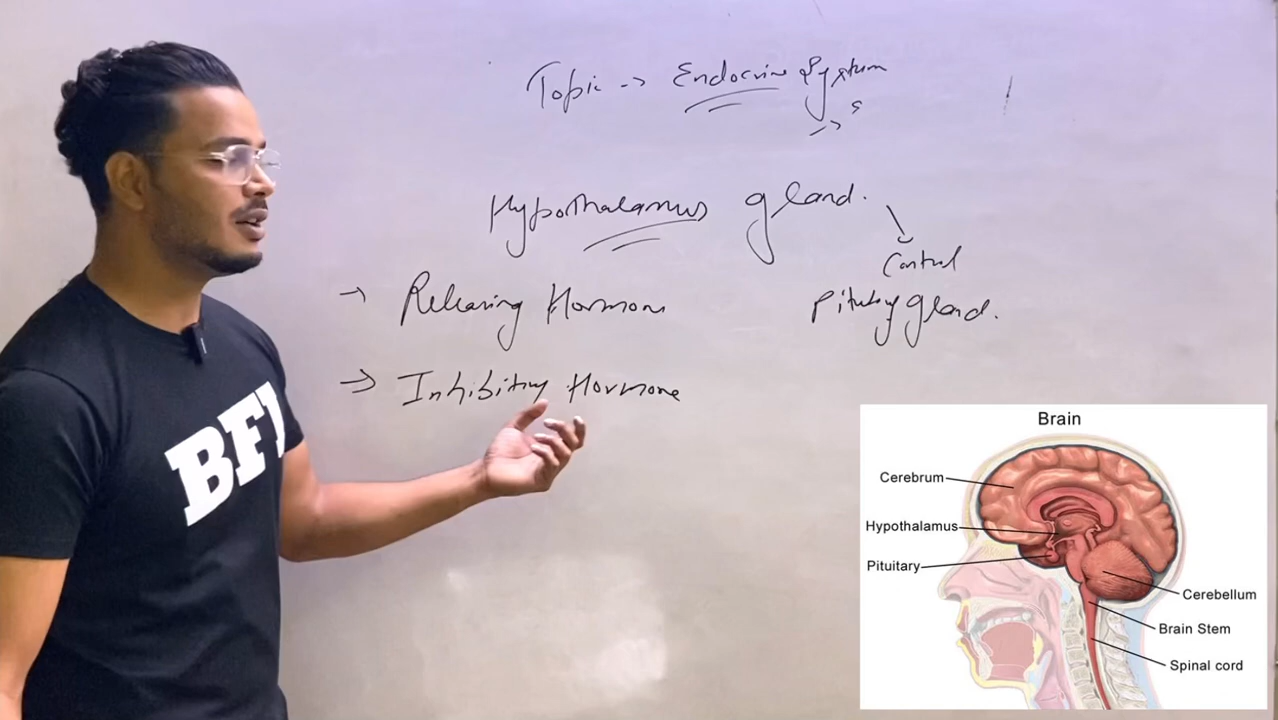 Topic -> Endocrine System
Hypothalamus gland.
Control
Pituitary gland.
-> Releasing Hormone
=> Inhibiting Hormone
BFI
Brain
Cerebrum
Hypothalamus
Pituitary
Cerebellum
Brain Stem
Spinal cord